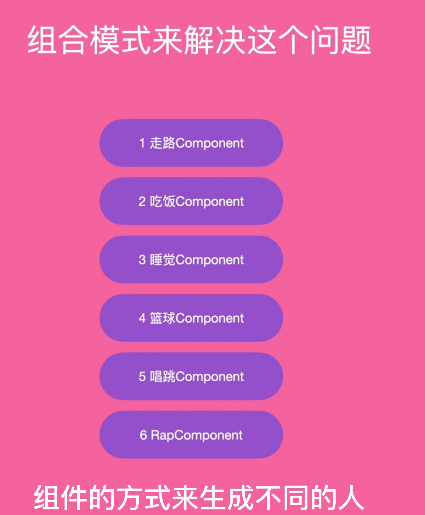 组合模式来解决这个问题
1 走路Component
2 吃饭Component
3 睡觉Component
4 篮球Component
5 唱跳Component
6 RapComponent
组件的方式来生成不同的人